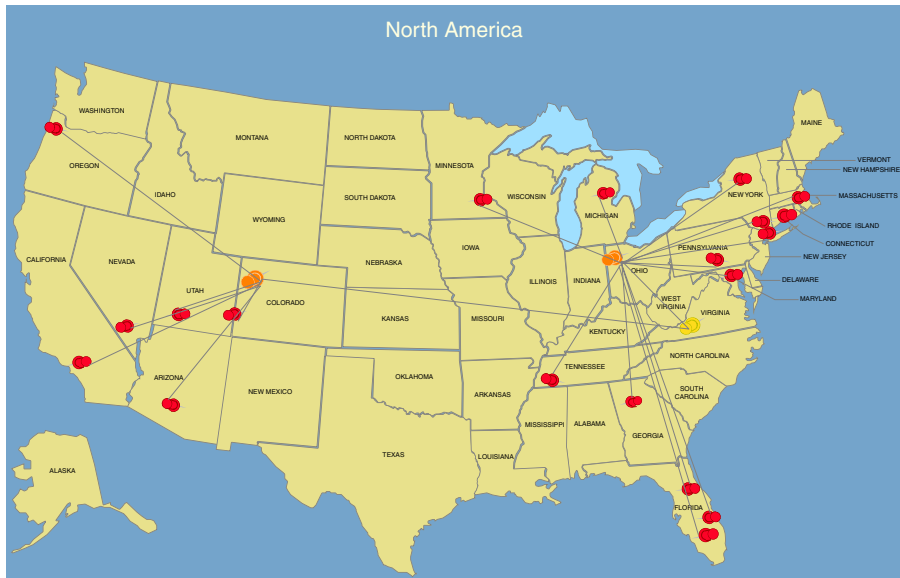 North America
WASHINGTON
MAINE
MONTANA
NORTH DAKOTA
MINNESOTA
OREGON
VERMONT
NEW HAMPSHIRE
IDAHO
SOUTH DAKOTA
WISCONSIN
NEW YORK
MASSACHUSETTS
WYOMING
MICHIGAN
RHODE ISLAND
CONNECTICUT
IOWA
PENNSYLVANIA
CALIFORNIA
NEVADA
NEBRASKA
NEW JERSEY
OHIO
UTAH
ILLINOIS
INDIANA
DELAWARE
COLORADO
WEST
VIRGINIA
MARYLAND
VIRGINIA
KANSAS
MISSOURI
KENTUCKY
NORTH CAROLINA
TENNESSEE
ARIZONA
OKLAHOMA
SOUTH
CAROLINA
NEW MEXICO
ARKANSAS
MISSISSIPPI
ALABAMA
GEORGIA
TEXAS
LOUISIANA
ALASKA
FLORIDA